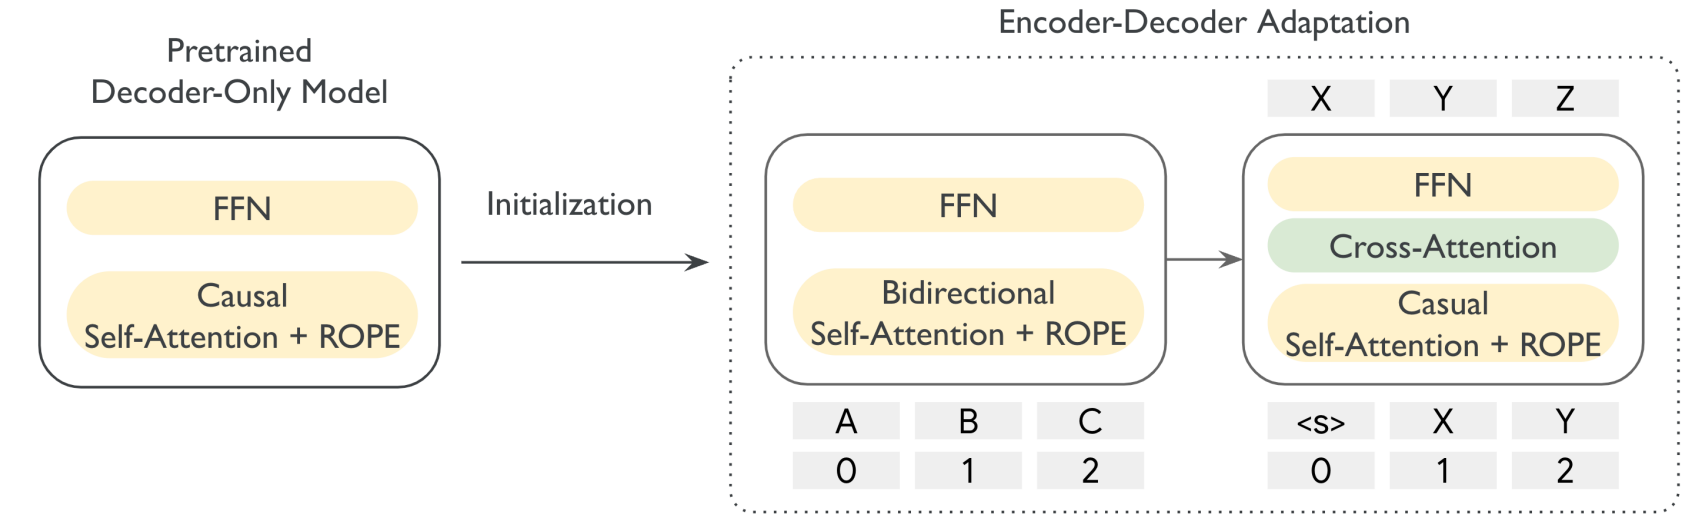 Pretrained
Decoder-Only Model
FFN
Causal
Self-Attention + ROPE
Initialization
Encoder-Decoder Adaptation
FFN
Bidirectional
Self-Attention + ROPE
A B C
0 1 2
X Y Z
FFN
Cross-Attention
Casual
Self-Attention + ROPE
<s> X Y
0 1 2